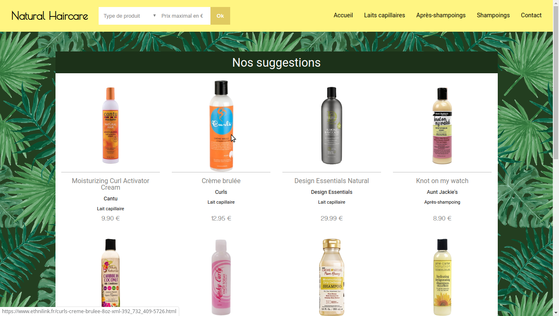 Natural Haircare
Type de produit
Prix maximal en €
Ok
Accueil
Laits capillaires
Après-shampoings
Shampoings
Contact
Nos suggestions
Moisturizing Curl Activator
Cream
Cantu
Lait capillaire
9.90 €
Crème brulée
Curls
Lait capillaire
12.95 €
Design Essentials Natural
Design Essentials
Lait capillaire
29,99 €
Knot on my watch
Aunt Jackie's
Après-shampoing
8.90 €
https://www.ethnilink.fr/curls-creme-brulee-8oz-xml-392_732_409-5726.html